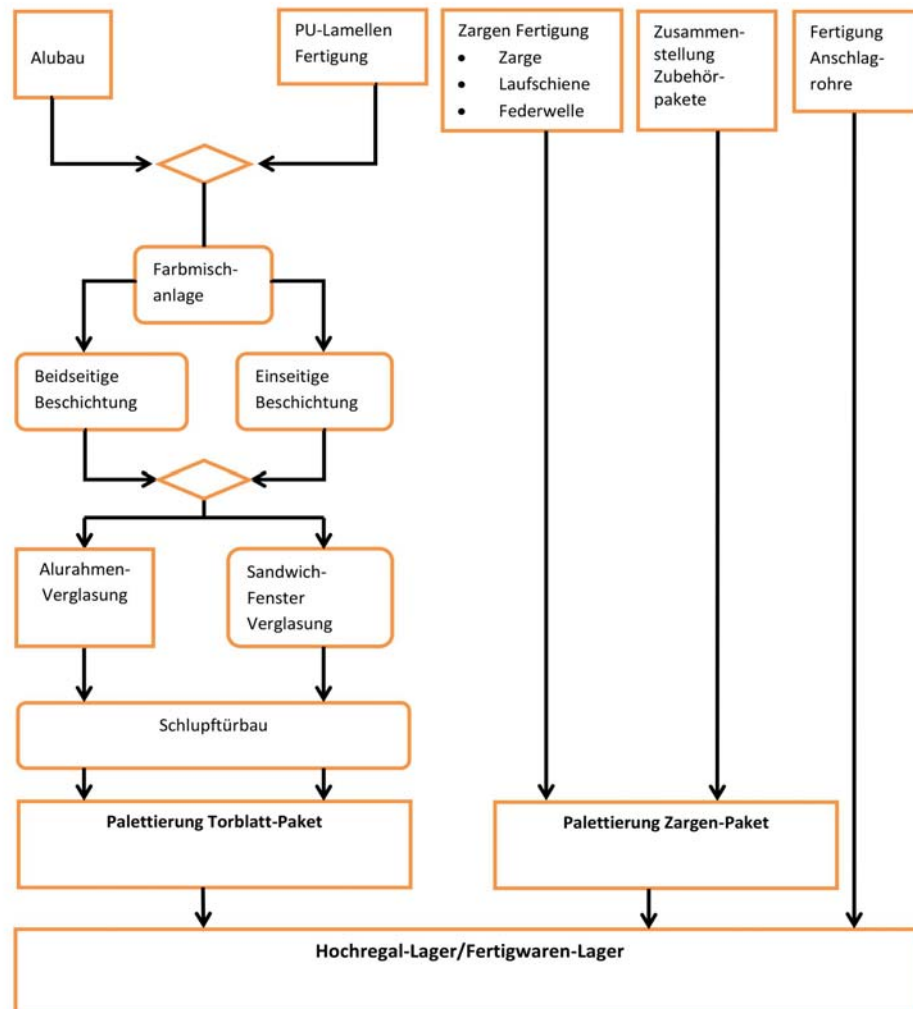 Alubau
PU-Lamellen
Fertigung
Zargen Fertigung
• Zarge
• Laufschiene
• Federwelle
Zusammen-
stellung
Zubehör-
pakete
Fertigung
Anschlag-
rohre
Farbmisch-
anlage
Beidseitige
Beschichtung
Einseitige
Beschichtung
Alurahmen-
Verglasung
Sandwich-
Fenster
Verglasung
Schlupftürbau
Palettierung Torblatt-Paket
Palettierung Zargen-Paket
Hochregal-Lager/Fertigwaren-Lager